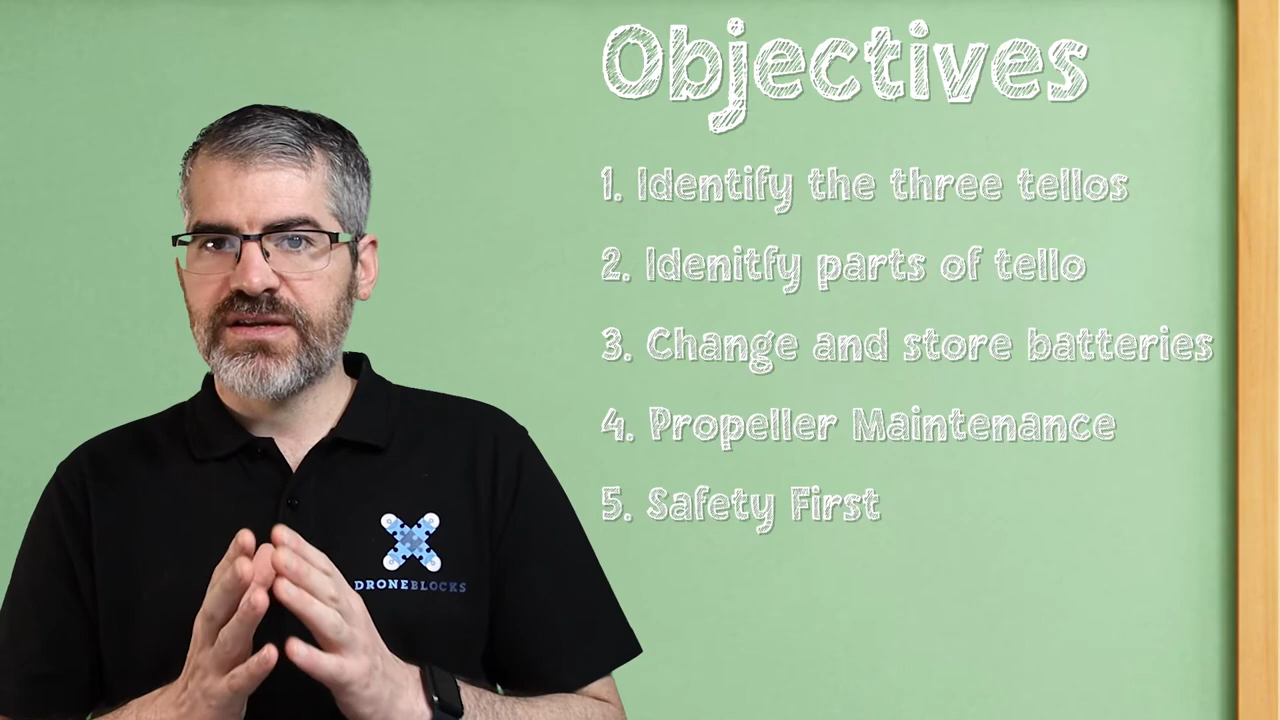 Objectives
1. Identify the three tellos
2. Idenitfy parts of tello
3. Change and store batteries
4. Propeller Maintenance
5. Safety First
DRONEBLOCKS